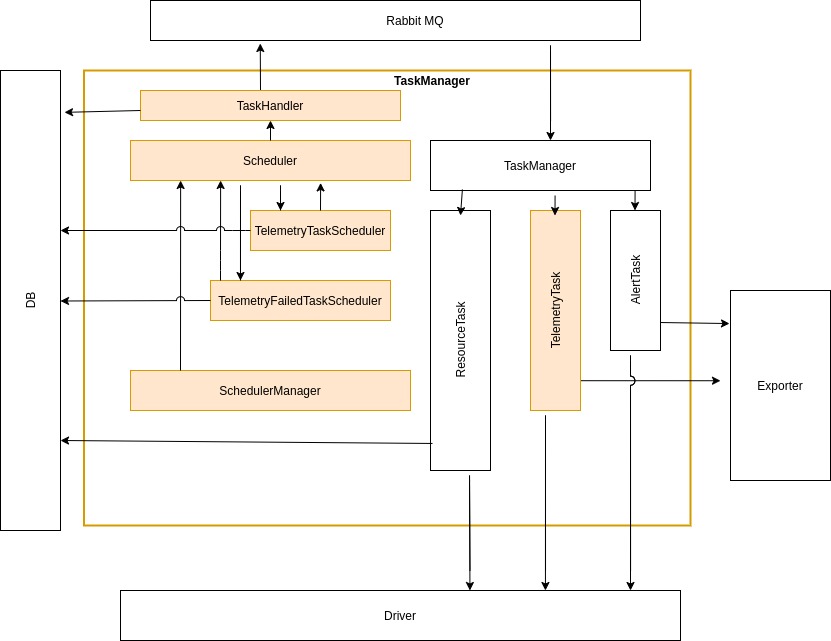 Rabbit MQ
TaskManager
TaskHandler
Scheduler
TaskManager
TelemetryTaskScheduler
TelemetryFailedTaskScheduler
SchedulerManager
DB
ResourceTask
TelemetryTask
AlertTask
Exporter
Driver